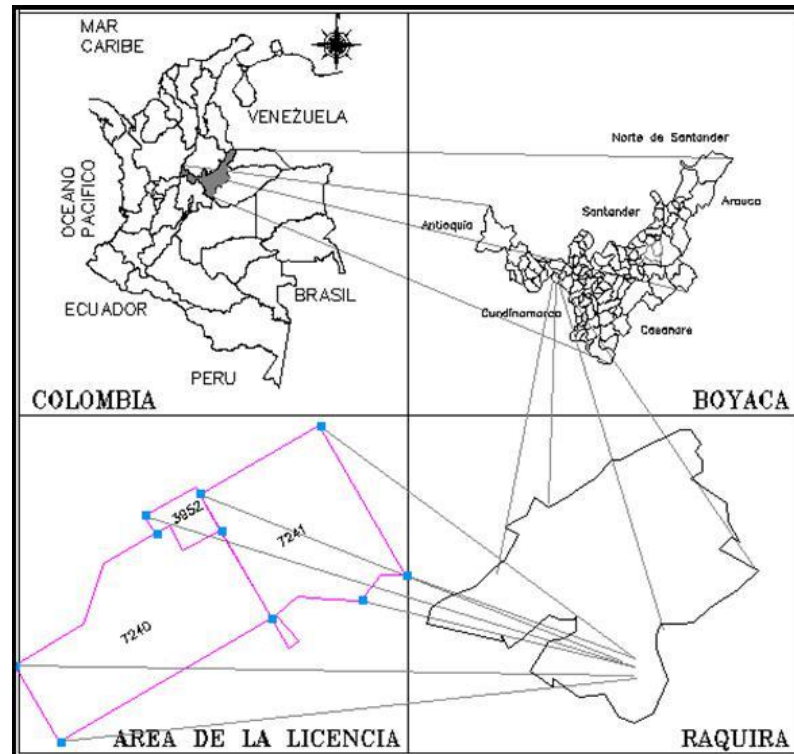 MAR
CARIBE
VENEZUELA
OCEANO
PACIFICO
BRASIL
ECUADOR
PERU
COLOMBIA
Norte de Santander
Arauca
Santander
Antioquia
Cundinamarca
Casanare
BOYACA
3952
7241
7240
AREA DE LA LICENCIA
RAQUIRA